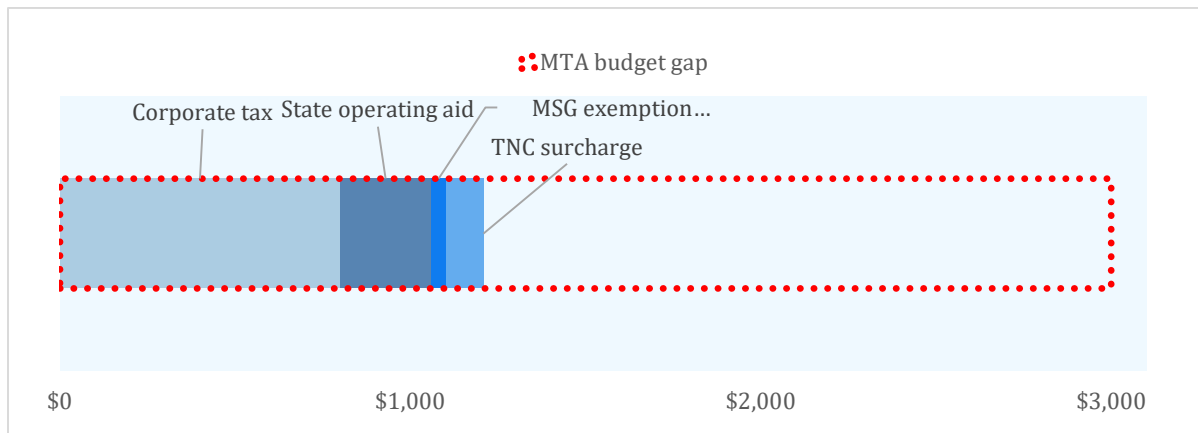 MTA budget gap
Corporate tax State operating aid MSG exemption…
TNC surcharge
$0 $1,000 $2,000 $3,000